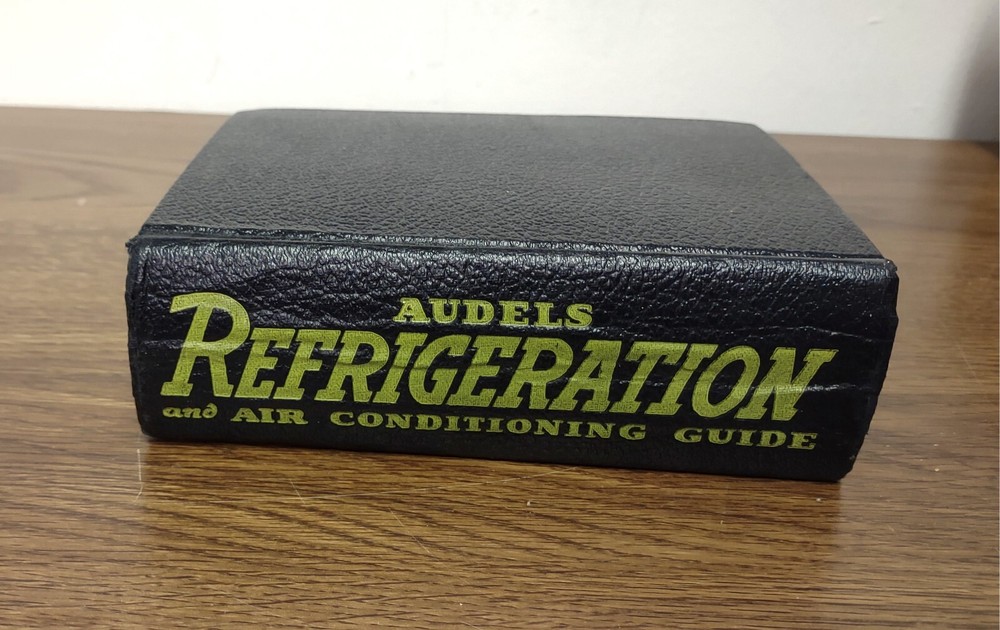 AUDELS
REFRIGERATION
and AIR CONDITIONING GUIDE